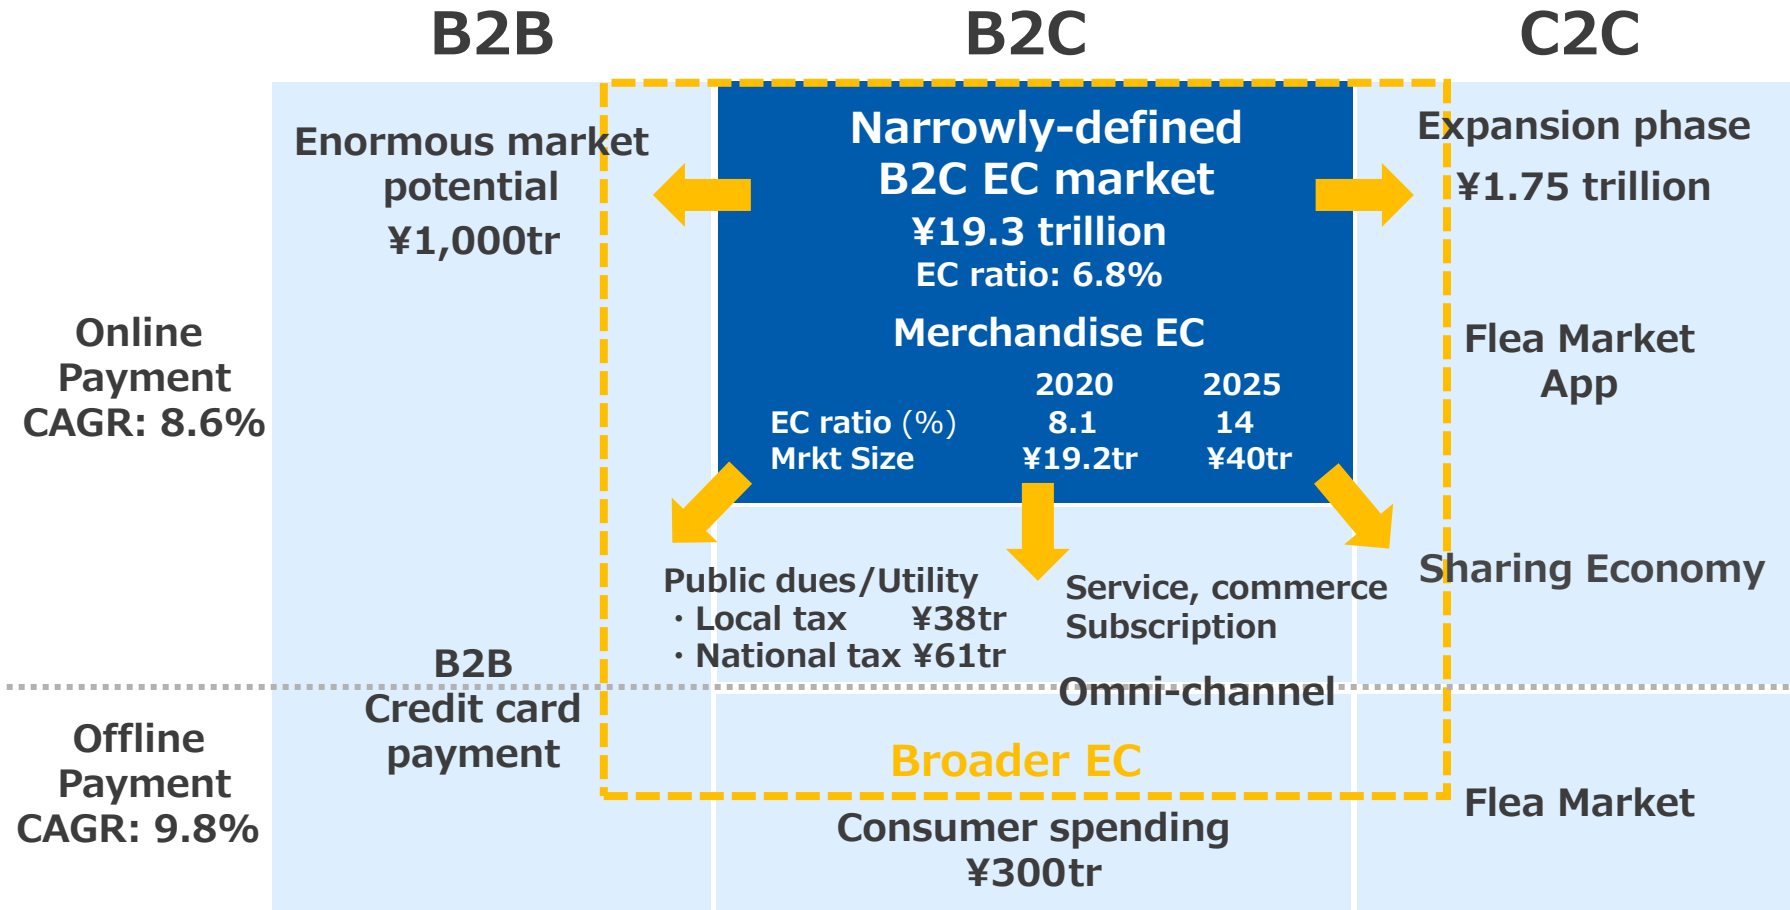 B2B
B2C
C2C
Online
Payment
CAGR: 8.6%
Enormous market
potential
¥1,000tr
Narrowly-defined
B2C EC market
¥19.3 trillion
EC ratio: 6.8%
Merchandise EC
2020 2025
EC ratio (%) 8.1 14
Mrkt Size ¥19.2tr ¥40tr
Expansion phase
¥1.75 trillion
Flea Market
App
Sharing Economy
Public dues/Utility
・Local tax ¥38tr
・National tax ¥61tr
Service, commerce
Subscription
Omni-channel
B2B
Credit card
payment
Offline
Payment
CAGR: 9.8%
Broader EC
Consumer spending
¥300tr
Flea Market